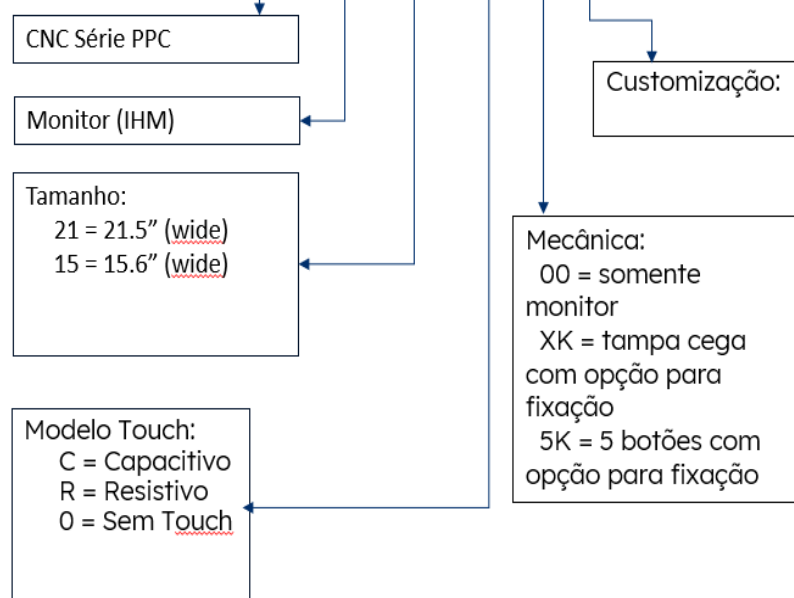 CNC Série PPC
Monitor (IHM)
Tamanho:
21 = 21.5” (wide)
15 = 15.6” (wide)
Modelo Touch:
C = Capacitivo
R = Resistivo
0 = Sem Touch
Customização:
Mecânica:
00 = somente
monitor
XK = tampa cega
com opção para
fixação
5K = 5 botões com
opção para fixação